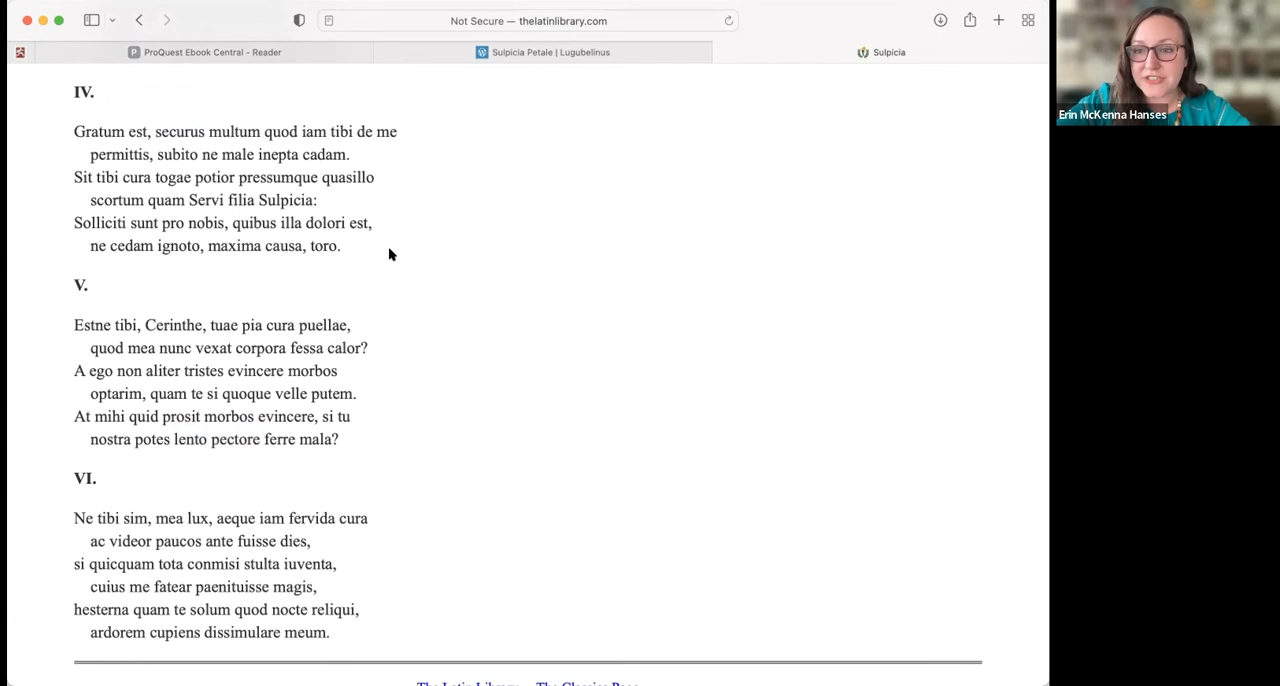 Not Secure — thelatinlibrary.com
ProQuest Ebook Central - Reader
Sulpicia Petale | Lugubelinus
Sulpicia
Erin McKenna Hanses
IV.
Gratum est, securus multum quod iam tibi de me
permittis, subito ne male inepta cadam.
Sit tibi cura togae potior pressumque quasillo
scortum quam Servi filia Sulpicia:
Solliciti sunt pro nobis, quibus illa dolori est,
ne cedam ignoto, maxima causa, toro.
V.
Estne tibi, Cerinthe, tuae pia cura puellae,
quod mea nunc vexat corpora fessa calor?
A ego non aliter tristes evincere morbos
optarim, quam te si quoque velle putem.
At mihi quid prosit morbos evincere, si tu
nostra potes lento pectore ferre mala?
VI.
Ne tibi sim, mea lux, aeque iam fervida cura
ac videor paucos ante fuisse dies,
si quicquam tota conmisi stulta iuventa,
cuius me fatear paenituisse magis,
hesterna quam te solum quod nocte reliqui,
ardorem cupiens dissimulare meum.
The Latin Library The Classics Page